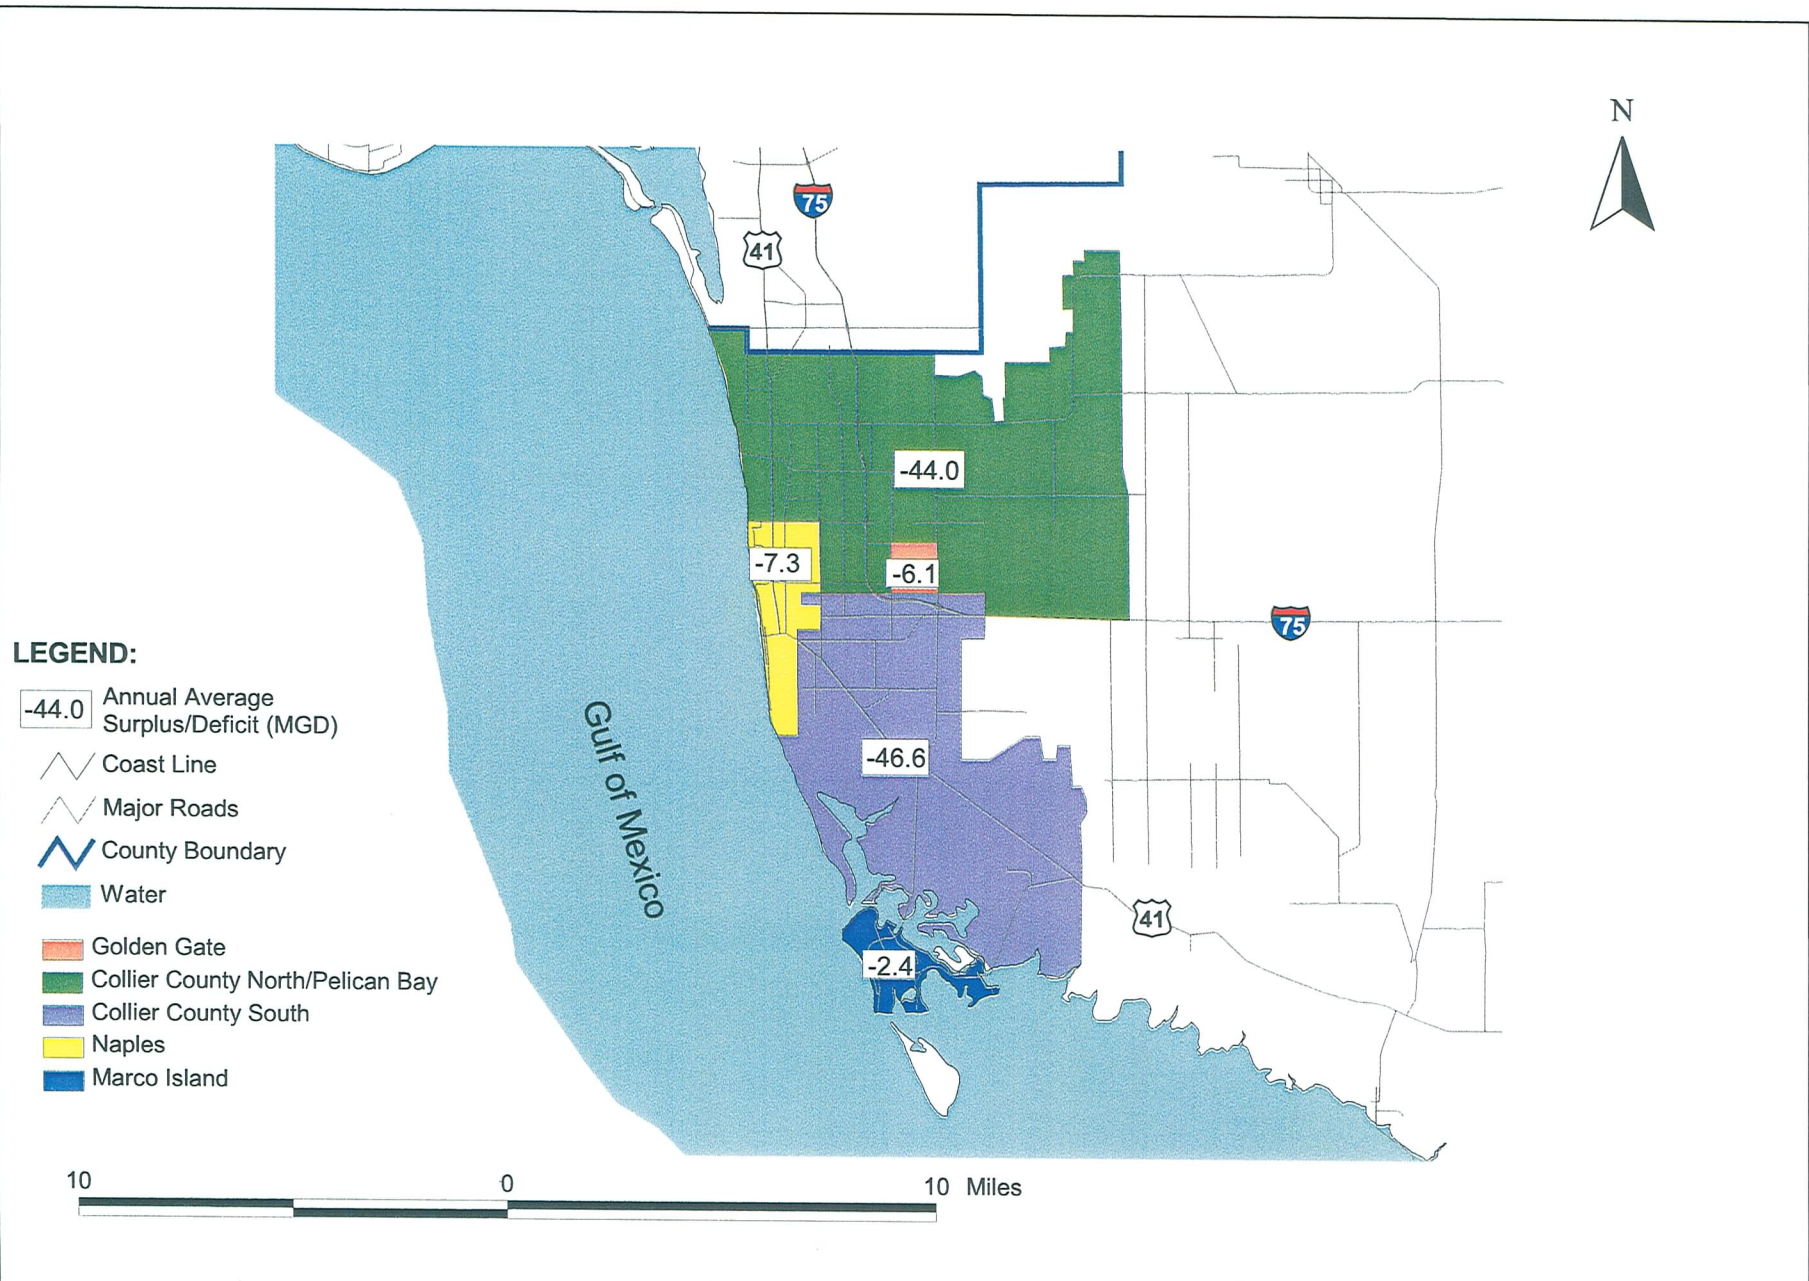 N
75
41
-44.0
-7.3
-6.1
75
LEGEND:
-44.0
Annual Average
Surplus/Deficit (MGD)
Coast Line
Major Roads
County Boundary
Water
Golden Gate
Collier County North/Pelican Bay
Collier County South
Naples
Marco Island
Gulf of Mexico
-46.6
41
-2.4
10
0
10 Miles